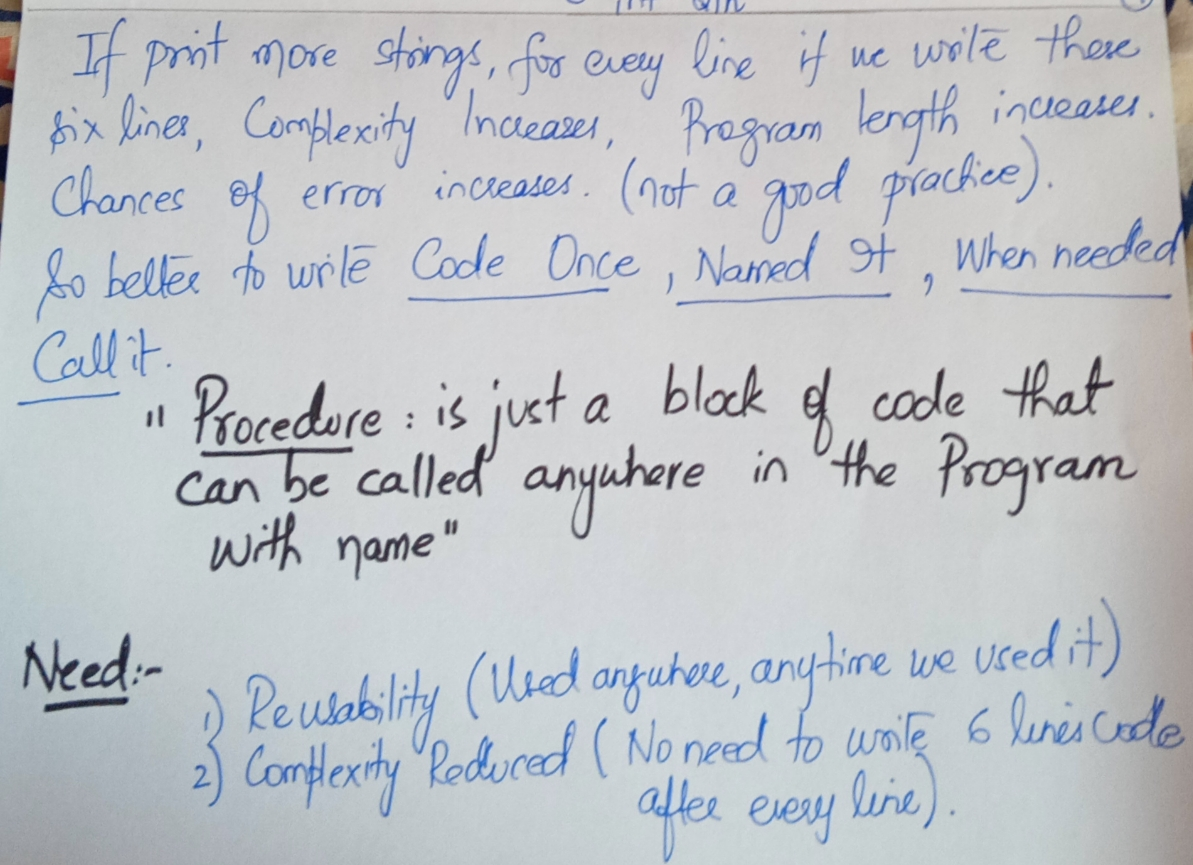 If print more strings, for every line if we write these
six lines, Complexity Increases, Program length increases.
Chances of error increases. (not a good practice).
So better to write Code Once, Named It, When needed
Call it.
" Procedure : is just a block of code that
can be called anywhere in the Program
with name"
Need:-
1) Reusability (Used anywhere, anytime we used it)
2) Complexity Reduced ( No need to write 6 lines Code
after every line).